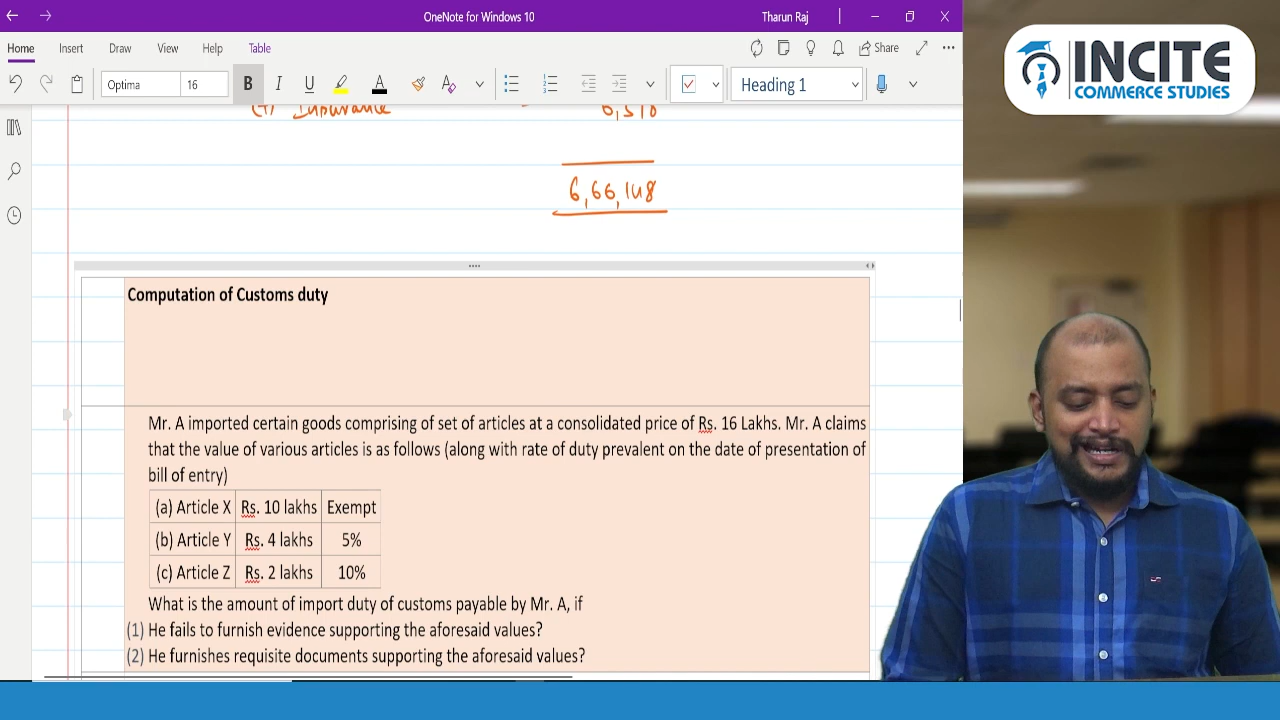 OneNote for Windows 10
Tharun Raj
Home Insert Draw View Help Table
Share
Optima 16 B I U A Heading 1
(f) Insurance
6,66,148
Computation of Customs duty
Mr. A imported certain goods comprising of set of articles at a consolidated price of Rs. 16 Lakhs. Mr. A claims
that the value of various articles is as follows (along with rate of duty prevalent on the date of presentation of
bill of entry)
(a) Article X Rs. 10 lakhs Exempt
(b) Article Y Rs. 4 lakhs 5%
(c) Article Z Rs. 2 lakhs 10%
What is the amount of import duty of customs payable by Mr. A, if
(1) He fails to furnish evidence supporting the aforesaid values?
(2) He furnishes requisite documents supporting the aforesaid values?
INCITE
COMMERCE STUDIES